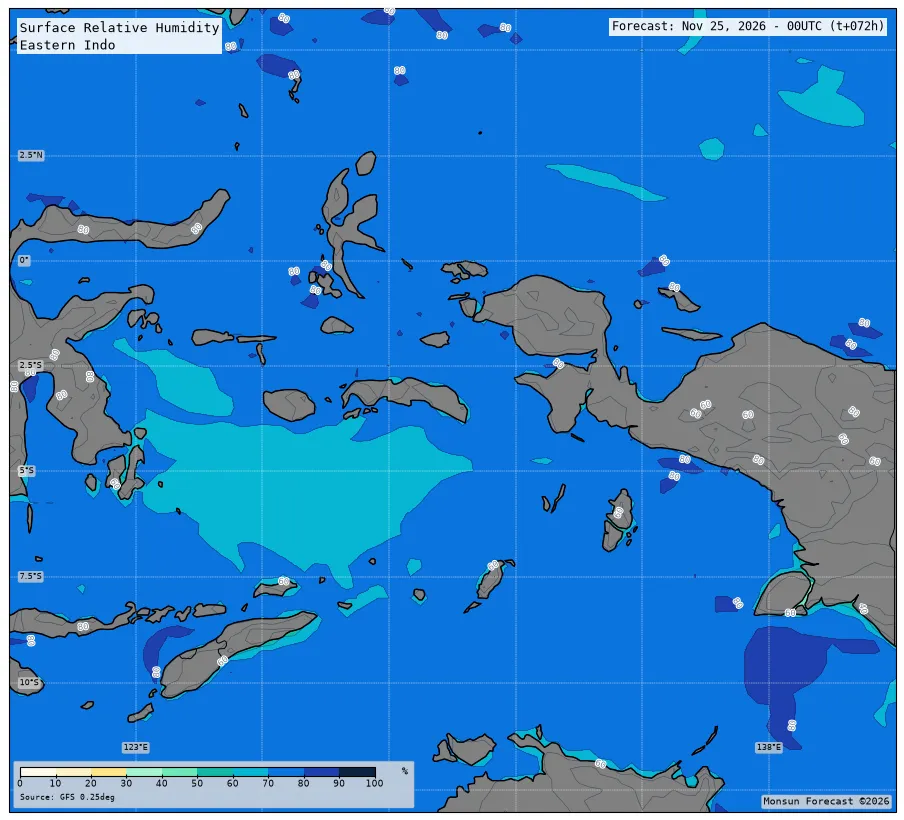 Surface Relative Humidity
Eastern Indo
Forecast: Nov 25, 2026 - 00UTC (t+072h)
2.5°N
0°
2.5°S
5°S
7.5°S
10°S
123°E
138°E
%
0 10 20 30 40 50 60 70 80 90 100
Source: GFS 0.25deg
Monsun Forecast ©2026